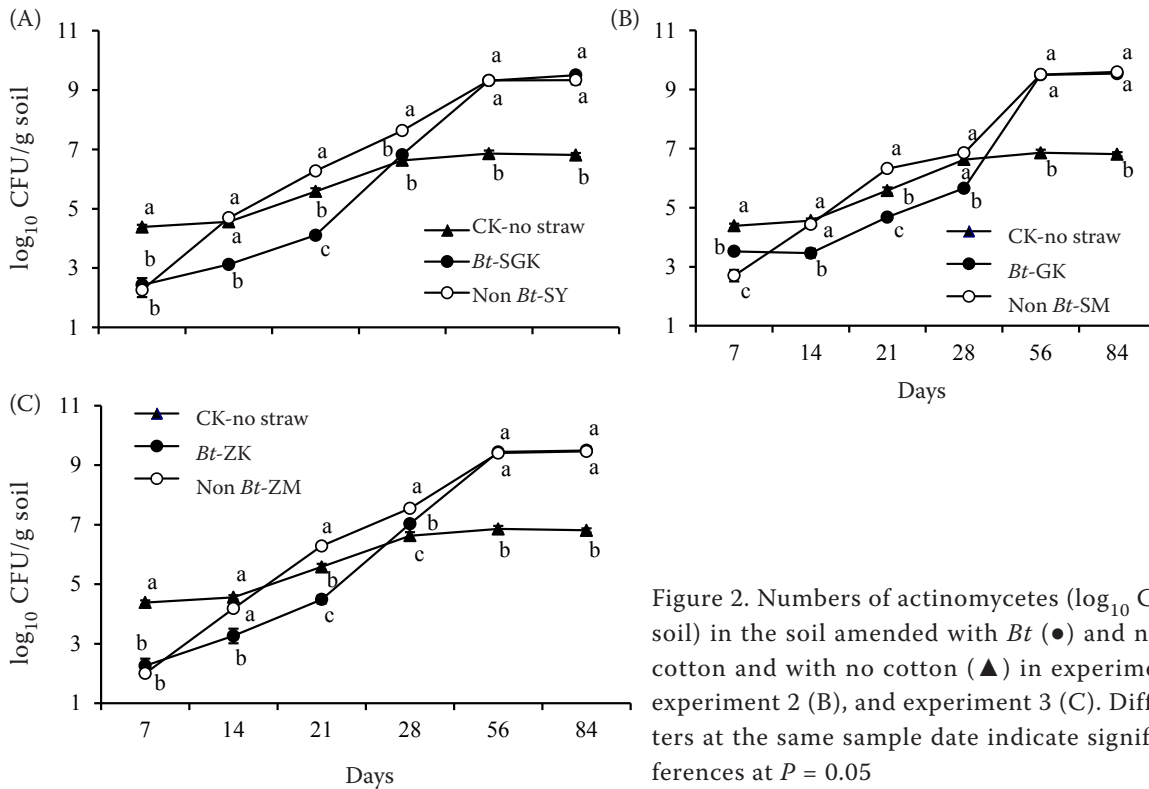 (A)
11
9
7
5
3
1
log10 CFU/g soil
a
a
a
a
a
a
a
a
a
b
b
b
b
b
b
b
b
c
CK-no straw
Bt-SGK
Non Bt-SY
(B)
11
9
7
5
3
1
a
a
a
a
a
a
a
a
a
a
b
b
b
b
b
b
c
c
CK-no straw
Bt-GK
Non Bt-SM
7 14 21 28 56 84
Days
(C)
11
9
7
5
3
1
log10 CFU/g soil
CK-no straw
Bt-ZK
Non Bt-ZM
a
a
a
a
a
a
a
a
a
b
b
b
b
b
b
b
c
c
7 14 21 28 56 84
Days
Figure 2. Numbers of actinomycetes (log10 C
soil) in the soil amended with Bt (●) and n
cotton and with no cotton (▲) in experime
experiment 2 (B), and experiment 3 (C). Diff
ters at the same sample date indicate signif
ferences at P = 0.05